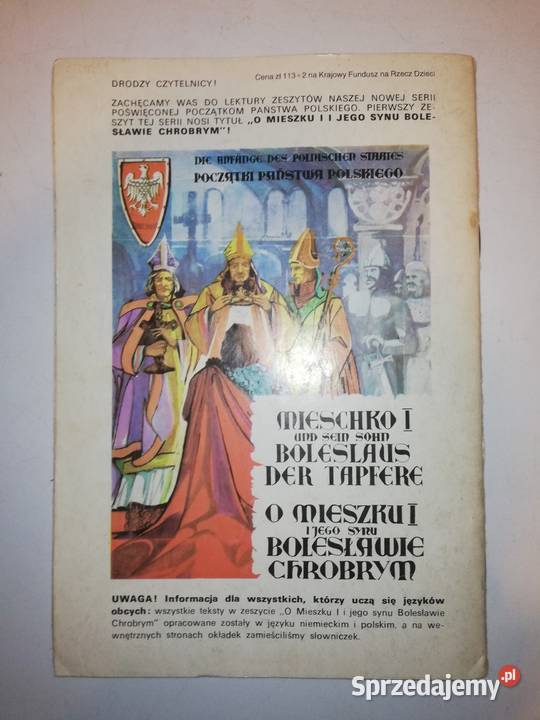 DRODZY CZYTELNICY!
Cena zł 113+2 na Krajowy Fundusz na Rzecz Dzieci
ZACHĘCAMY WAS DO LEKTURY ZESZYTÓW NASZEJ NOWEJ SERII
POŚWIĘCONEJ POCZĄTKOM PAŃSTWA POLSKIEGO. PIERWSZY ZE-
SZYT TEJ SERII NOSI TYTUŁ „O MIESZKU I I JEGO SYNU BOLE-
SŁAWIE CHROBRYM"!
DIE ANFÄNGE DES POLNISCHEN STAATES
POCZĄTKI PAŃSTWA POLSKIEGO
MIESCHKO I
UND SEIN SOHN
BOLESLAUS
DER TAPFERE
O MIESZKU I
I JEGO SYNU
BOLESŁAWIE
CHROBRYM
UWAGA! Informacja dla wszystkich, którzy uczą się języków
obcych: wszystkie teksty w zeszycie „O Mieszku I i jego synu Bolesławie
Chrobrym" opracowane zostały w języku niemieckim i polskim, a na we-
wnętrznych stronach okładek zamieściliśmy słowniczek.
Sprzedajemy.pl